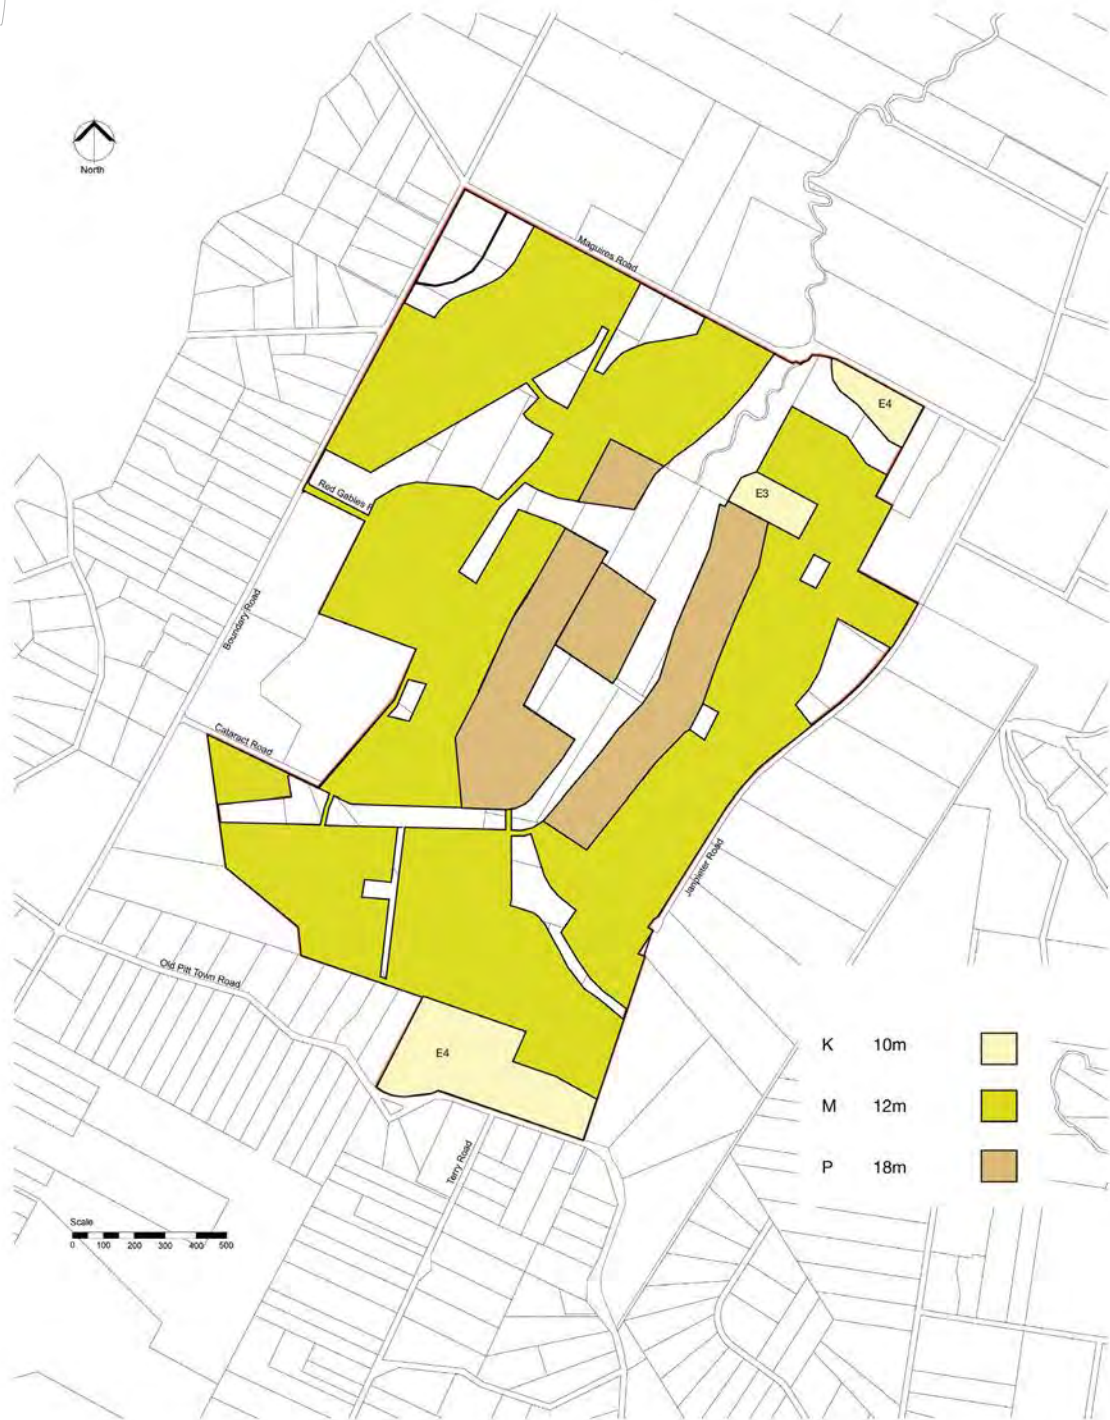 North
Maguires Road
E4
E3
Red Gables R
Boundary Road
Cataract Road
Janpieter Road
Old Pitt Town Road
E4
K 10m
M 12m
P 18m
Terry Road
Scale
0 100 200 300 400 500